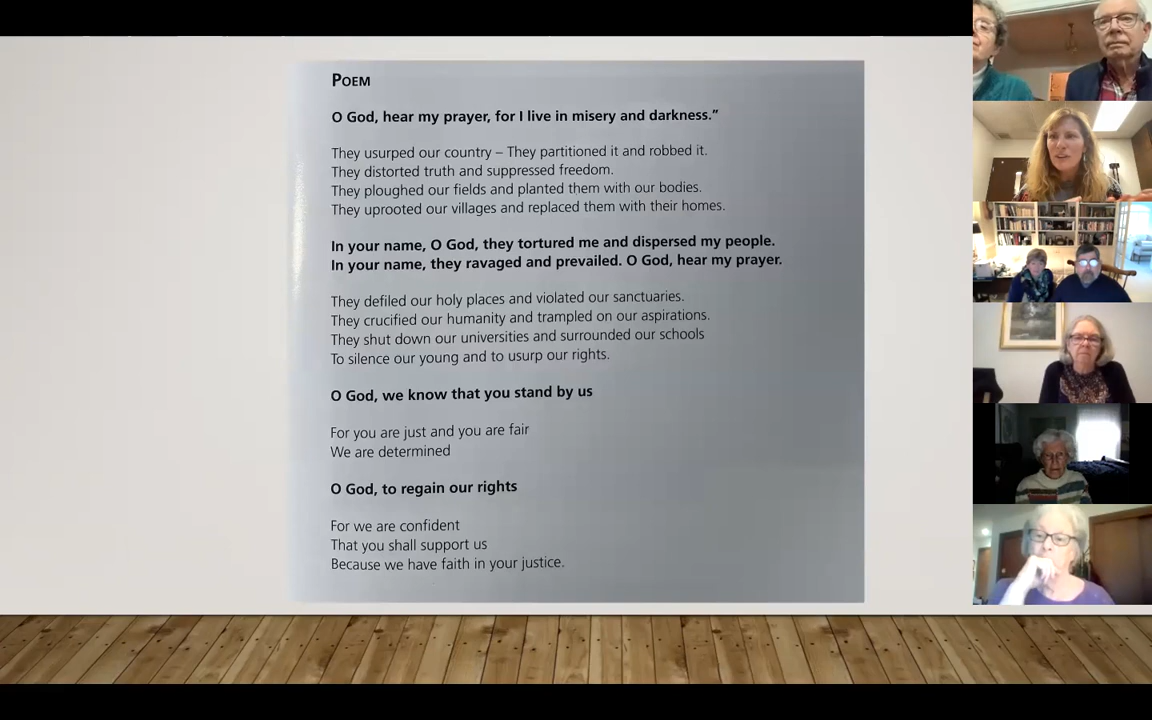 POEM
O God, hear my prayer, for I live in misery and darkness."
They usurped our country – They partitioned it and robbed it.
They distorted truth and suppressed freedom.
They ploughed our fields and planted them with our bodies.
They uprooted our villages and replaced them with their homes.
In your name, O God, they tortured me and dispersed my people.
In your name, they ravaged and prevailed. O God, hear my prayer.
They defiled our holy places and violated our sanctuaries.
They crucified our humanity and trampled on our aspirations.
They shut down our universities and surrounded our schools
To silence our young and to usurp our rights.
O God, we know that you stand by us
For you are just and you are fair
We are determined
O God, to regain our rights
For we are confident
That you shall support us
Because we have faith in your justice.